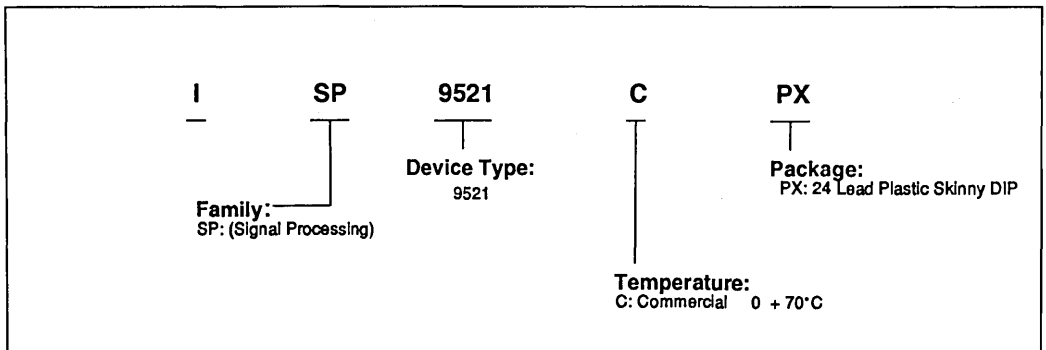 I SP 9521 C PX
Device Type:
9521
Package:
PX: 24 Lead Plastic Skinny DIP
Family:
SP: (Signal Processing)
Temperature:
C: Commercial 0 + 70°C